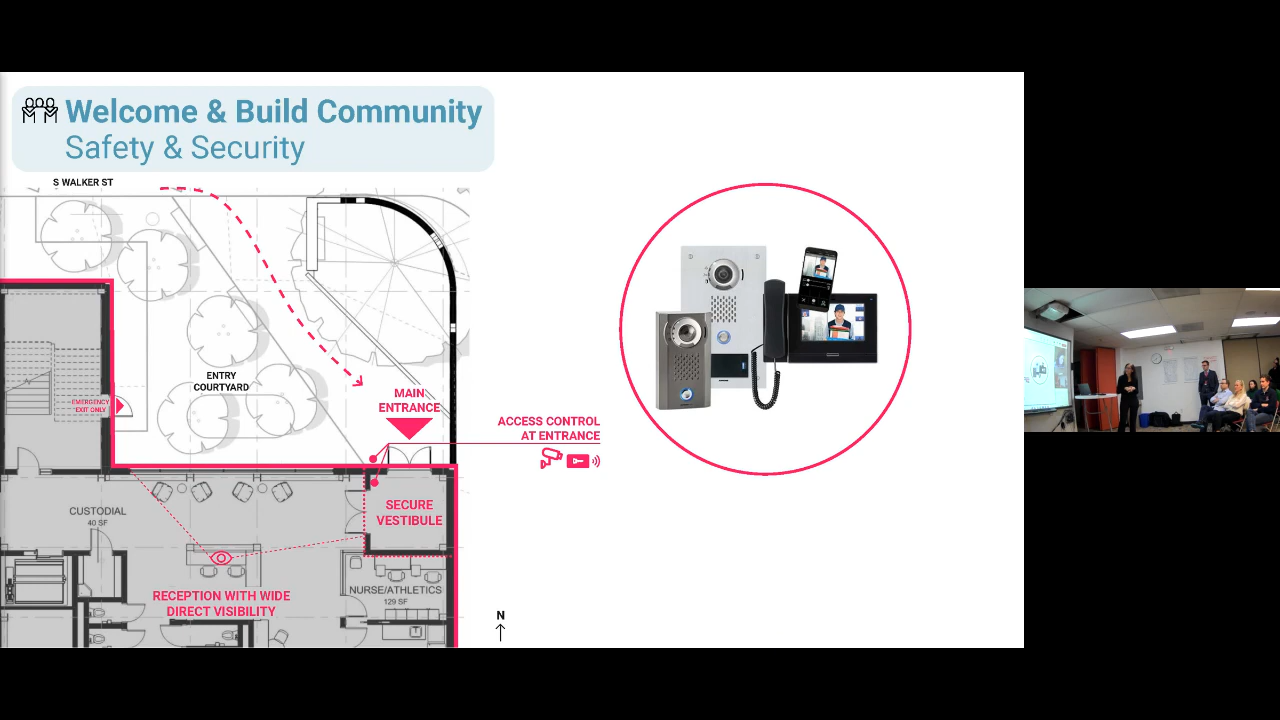 Welcome & Build Community
Safety & Security
S WALKER ST
ENTRY
COURTYARD
EMERGENCY
EXIT ONLY
MAIN
ENTRANCE
ACCESS CONTROL
AT ENTRANCE
SECURE
VESTIBULE
CUSTODIAL
40 SF
RECEPTION WITH WIDE
DIRECT VISIBILITY
NURSE/ATHLETICS
129 SF
N